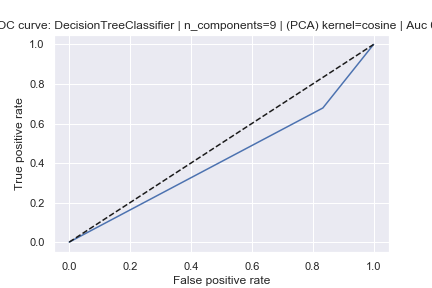 OC curve: DecisionTreeClassifier | n_components=9 | (PCA) kernel=cosine | Auc
1.0
0.8
0.6
0.4
0.2
0.0
True positive rate
0.0 0.2 0.4 0.6 0.8 1.0
False positive rate